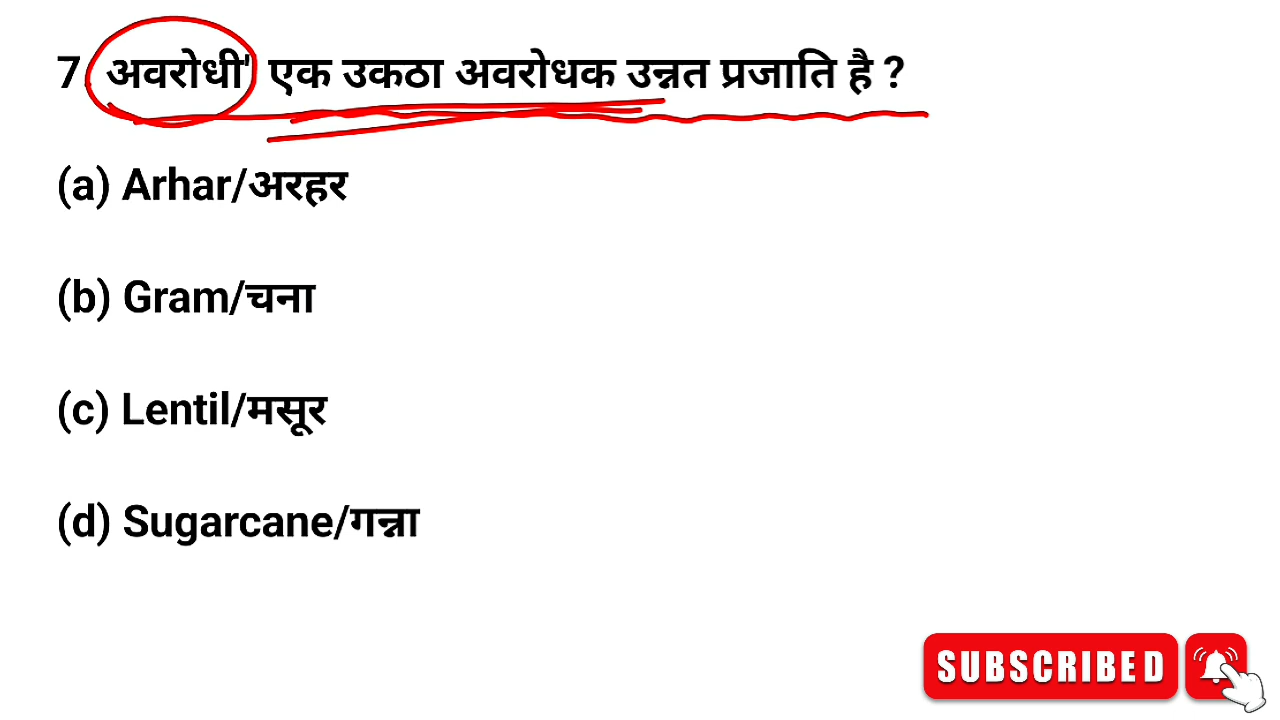 7. अवरोधी' एक उकठा अवरोधक उन्नत प्रजाति है ?
(a) Arhar/अरहर
(b) Gram/चना
(c) Lentil/मसूर
(d) Sugarcane/गन्ना
SUBSCRIBED